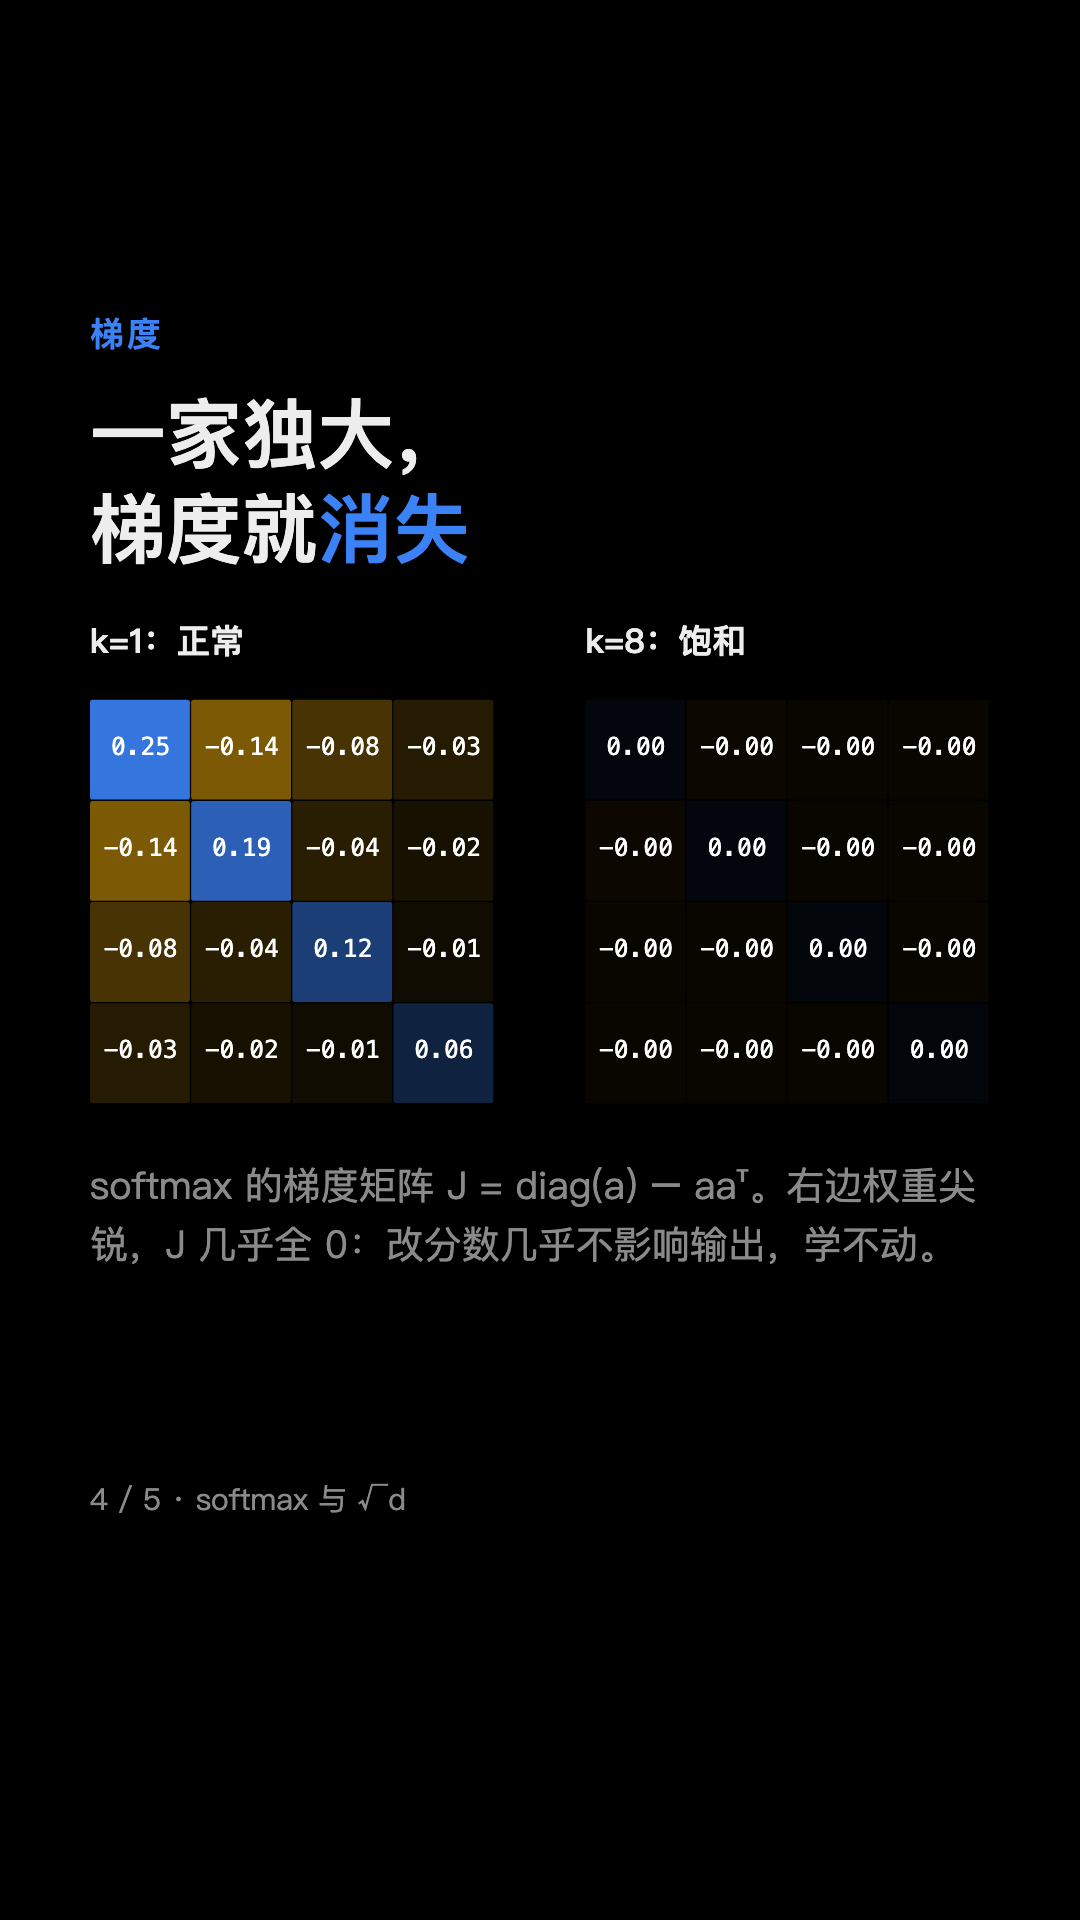 梯度
一家独大，
梯度就消失
k=1：正常 k=8：饱和
0.25 −0.14 −0.08 −0.03 0.00 −0.00 −0.00 −0.00
−0.14 0.19 −0.04 −0.02 −0.00 0.00 −0.00 −0.00
−0.08 −0.04 0.12 −0.01 −0.00 −0.00 0.00 −0.00
−0.03 −0.02 −0.01 0.06 −0.00 −0.00 −0.00 0.00
softmax 的梯度矩阵 J = diag(a) − aaᵀ。右边权重尖
锐，J 几乎全 0：改分数几乎不影响输出，学不动。
4 / 5 · softmax 与 √d